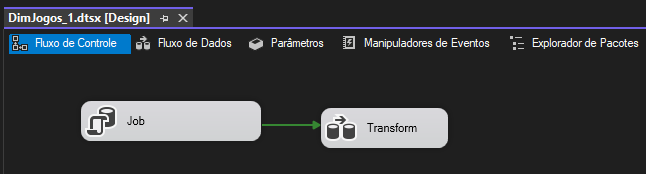 DimJogos_1.dtsx [Design]
Fluxo de Controle Fluxo de Dados Parâmetros Manipuladores de Eventos Explorador de Pacotes
Job Transform